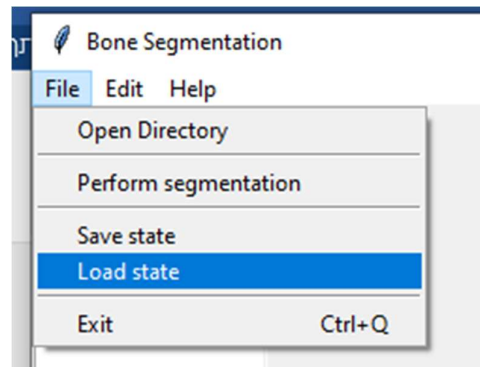 Bone Segmentation
File Edit Help
Open Directory
Perform segmentation
Save state
Load state
Exit Ctrl+Q